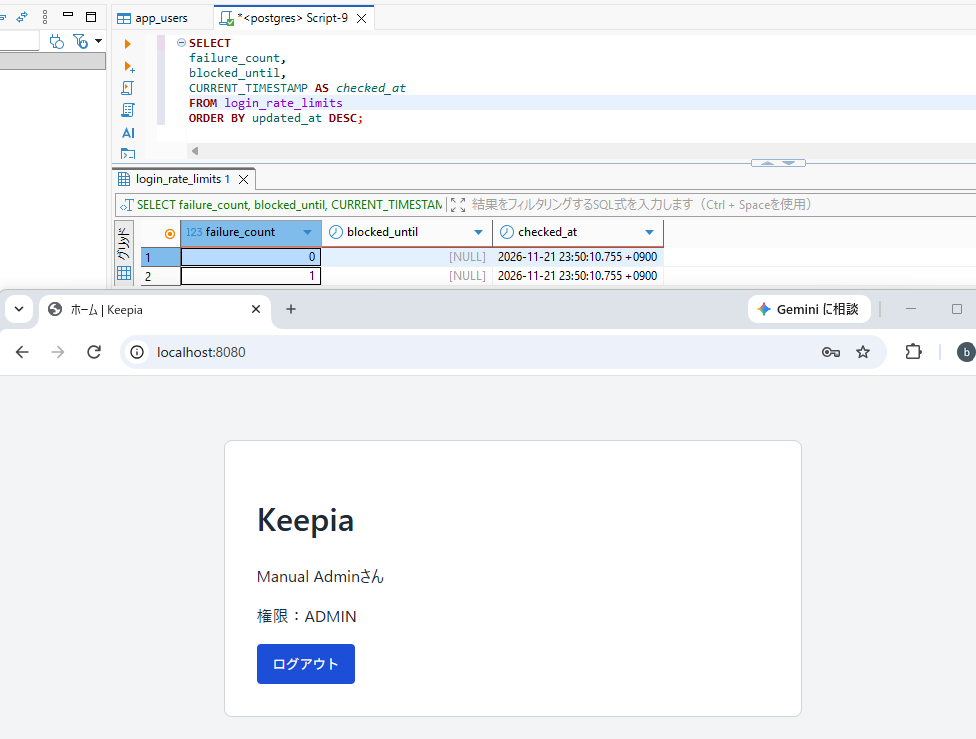 app_users
*<postgres> Script-9
SELECT
failure_count,
blocked_until,
CURRENT_TIMESTAMP AS checked_at
FROM login_rate_limits
ORDER BY updated_at DESC;
AI
login_rate_limits 1
SELECT failure_count, blocked_until, CURRENT_TIMESTAM
結果をフィルタリングするSQL式を入力します (Ctrl + Spaceを使用)
グリッド
123 failure_count
blocked_until
checked_at
1 0 [NULL] 2026-11-21 23:50:10.755 +0900
2 1 [NULL] 2026-11-21 23:50:10.755 +0900
ホーム | Keepia
Gemini に相談
localhost:8080
b
Keepia
Manual Adminさん
権限：ADMIN
ログアウト